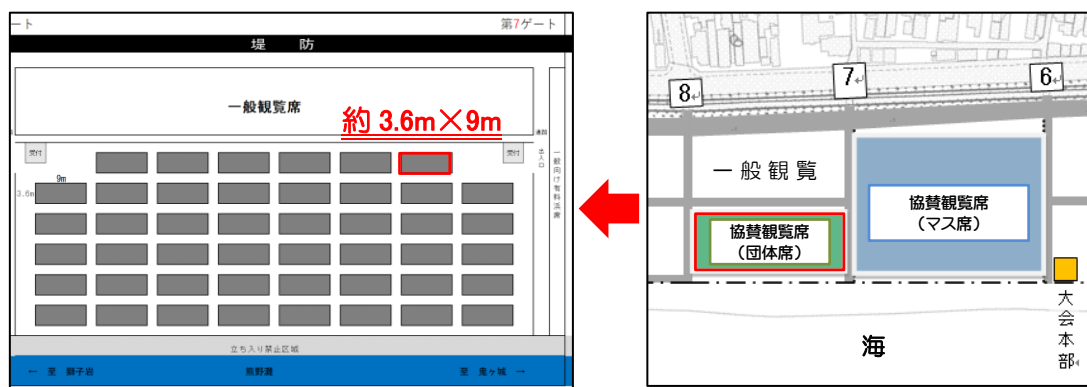 ート
第7ゲート
堤　防
一般観覧席
約 3.6m×9m
通路
受付
受付
出入口
一般向け有料浜席
9m
3.6m
立ち入り禁止区域
← 至 獅子岩
熊野灘
至 鬼ヶ城 →
8
7
6
一般観覧
協賛観覧席
（マス席）
協賛観覧席
（団体席）
大会本部
海